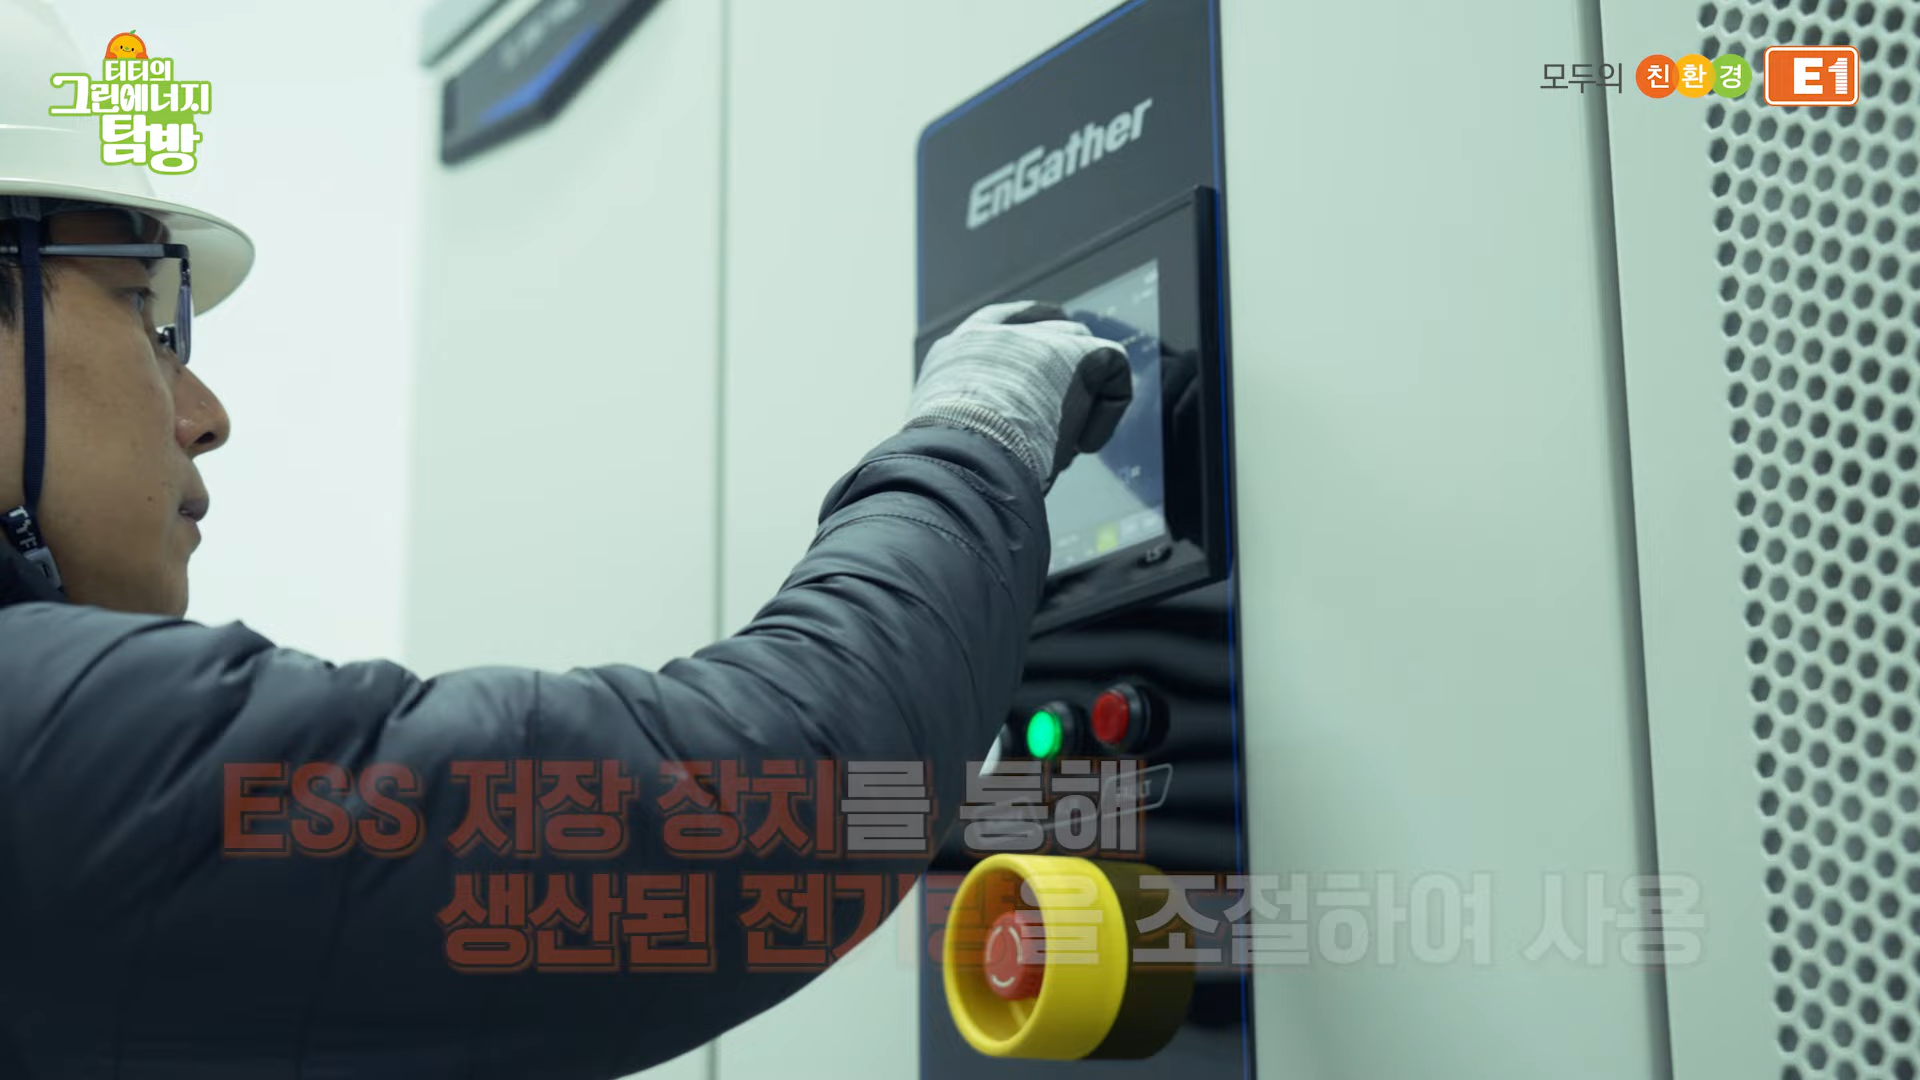 티티의
그린에너지
탐방
모두의 친환경 E1
EnGather
ESS 저장 장치를 통해
생산된 전기량을 조절하여 사용